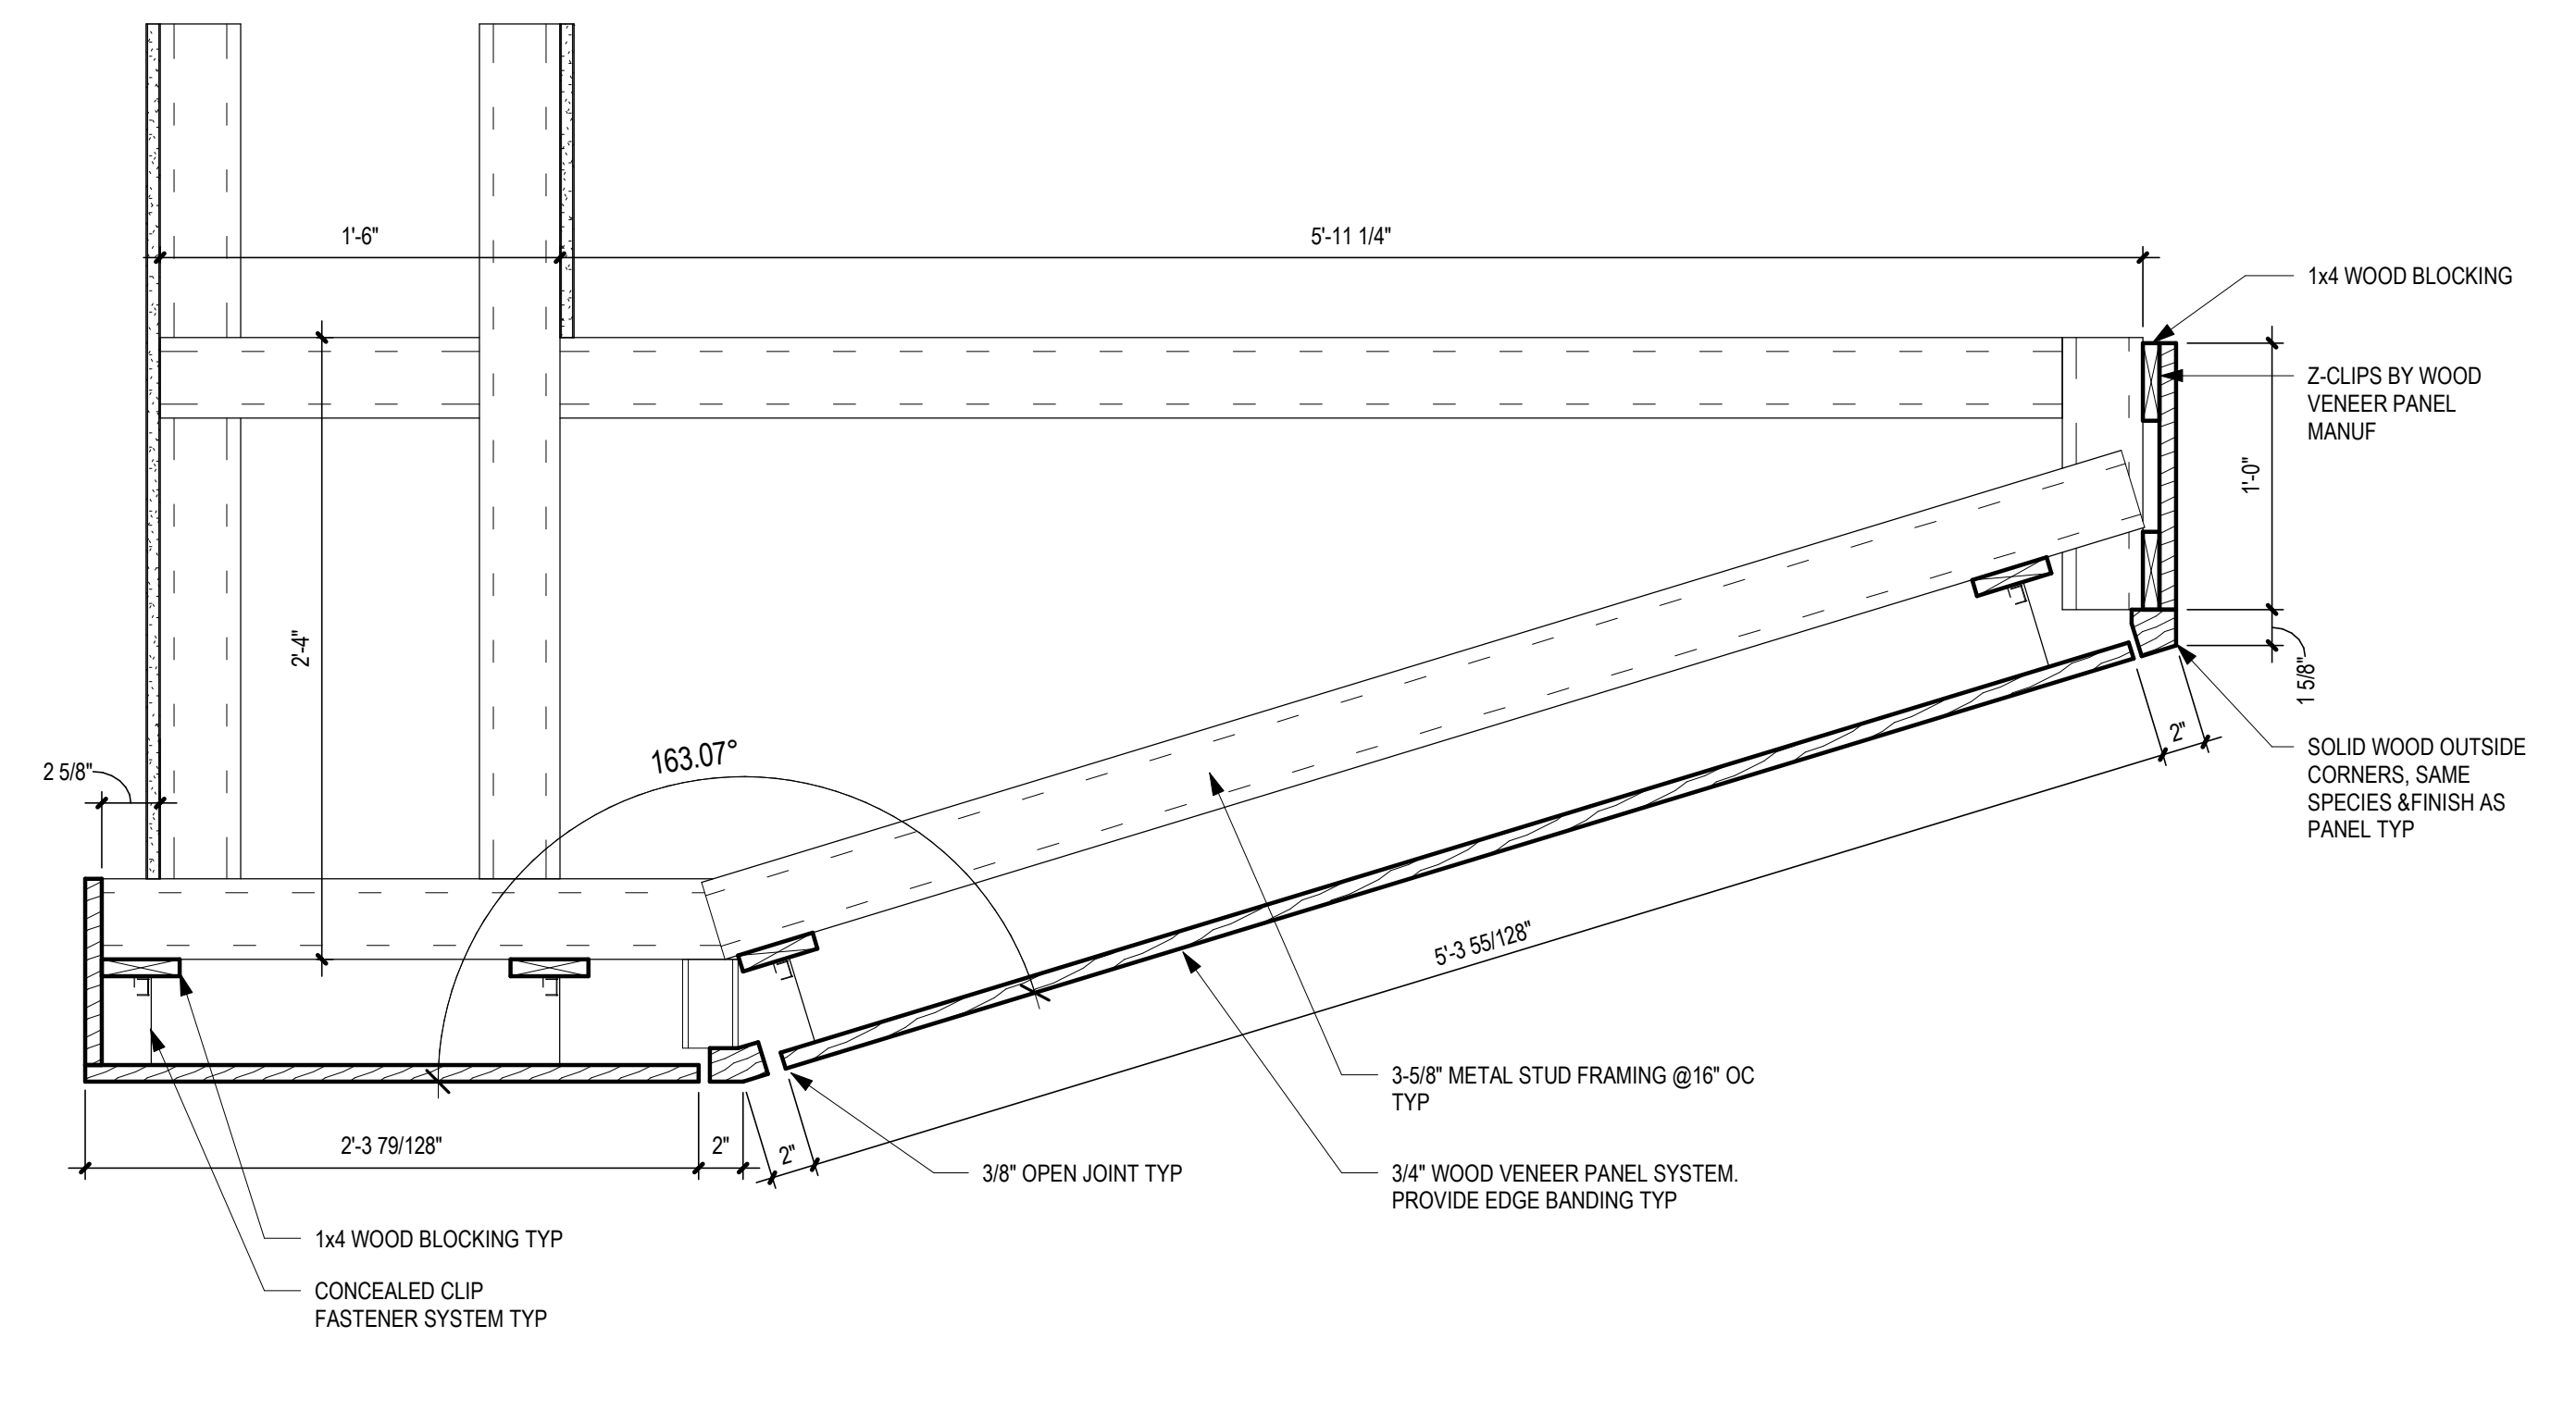 1'-6"
5'-11 1/4"
1x4 WOOD BLOCKING
Z-CLIPS BY WOOD
VENEER PANEL
MANUF
1'-0"
2'-4"
1 5/8"
163.07°
2 5/8"
2"
SOLID WOOD OUTSIDE
CORNERS, SAME
SPECIES &FINISH AS
PANEL TYP
5'-3 55/128"
3-5/8" METAL STUD FRAMING @16" OC
TYP
2'-3 79/128"
2"
2"
3/8" OPEN JOINT TYP
3/4" WOOD VENEER PANEL SYSTEM.
PROVIDE EDGE BANDING TYP
1x4 WOOD BLOCKING TYP
CONCEALED CLIP
FASTENER SYSTEM TYP